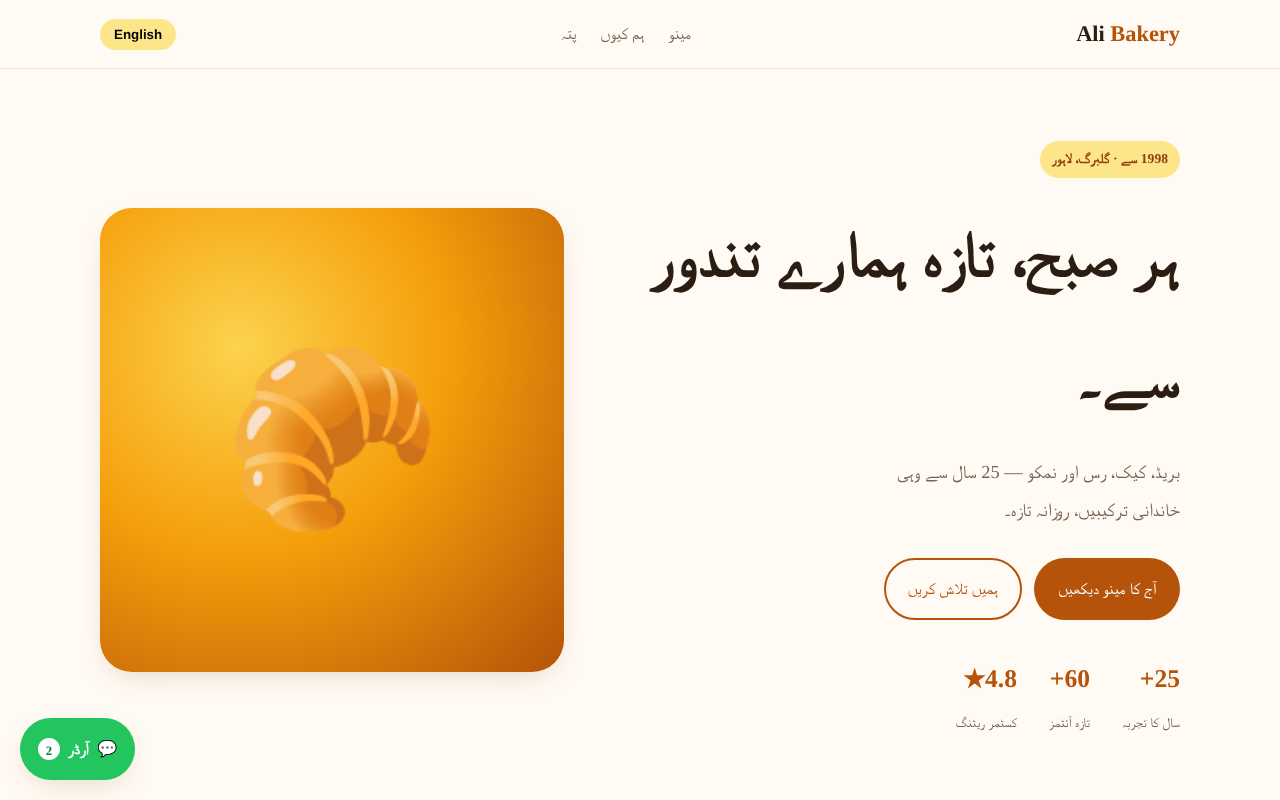 Ali Bakery
مینو
ہم کیوں
پتہ
English
1998 سے · گلبرگ، لاہور
ہر صبح، تازہ ہمارے تندور
سے۔
بریڈ، کیک، رس اور نمکو — 25 سال سے وہی
خاندانی ترکیبیں، روزانہ تازہ۔
آج کا مینو دیکھیں
ہمیں تلاش کریں
25+
سال کا تجربہ
60+
تازہ آئٹمز
4.8★
کسٹمر ریٹنگ
💬 آرڈر 2